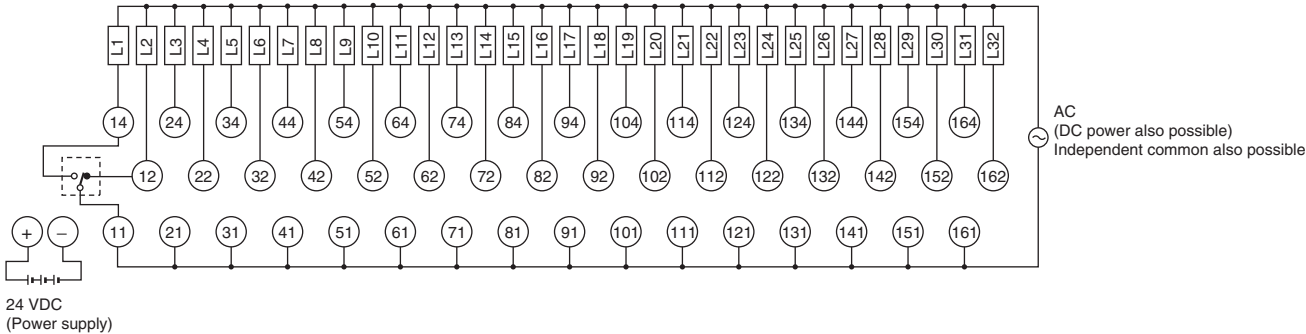 L1 L2 L3 L4 L5 L6 L7 L8 L9 L10 L11 L12 L13 L14 L15 L16 L17 L18 L19 L20 L21 L22 L23 L24 L25 L26 L27 L28 L29 L30 L31 L32
14 24 34 44 54 64 74 84 94 104 114 124 134 144 154 164
AC
(DC power also possible)
Independent common also possible
12 22 32 42 52 62 72 82 92 102 112 122 132 142 152 162
+ − 11 21 31 41 51 61 71 81 91 101 111 121 131 141 151 161
24 VDC
(Power supply)